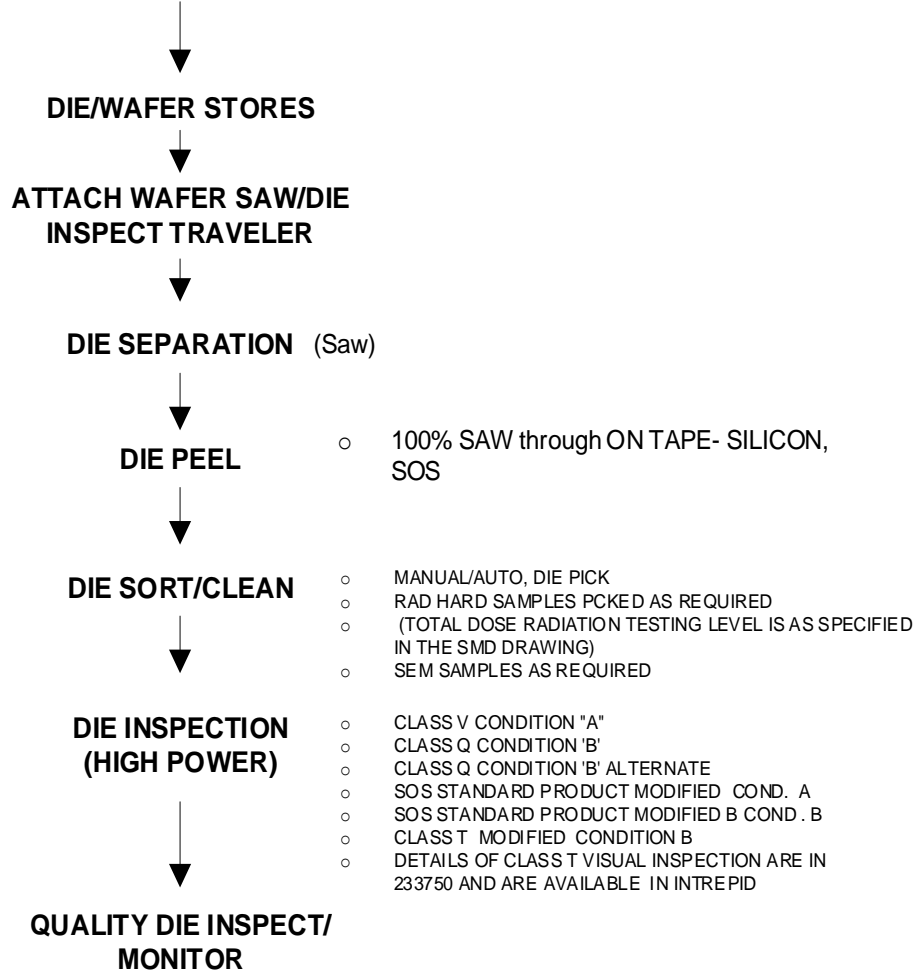 DIE/WAFER STORES
ATTACH WAFER SAW/DIE
INSPECT TRAVELER
DIE SEPARATION (Saw)
DIE PEEL
○ 100% SAW through ON TAPE- SILICON,
SOS
DIE SORT/CLEAN
○ MANUAL/AUTO, DIE PICK
○ RAD HARD SAMPLES PCKED AS REQUIRED
○ (TOTAL DOSE RADIATION TESTING LEVEL IS AS SPECIFIED
IN THE SMD DRAWING)
○ SEM SAMPLES AS REQUIRED
DIE INSPECTION
(HIGH POWER)
○ CLASS V CONDITION "A"
○ CLASS Q CONDITION 'B'
○ CLASS Q CONDITION 'B' ALTERNATE
○ SOS STANDARD PRODUCT MODIFIED COND. A
○ SOS STANDARD PRODUCT MODIFIED B COND . B
○ CLASS T MODIFIED CONDITION B
○ DETAILS OF CLASS T VISUAL INSPECTION ARE IN
233750 AND ARE AVAILABLE IN INTREPID
QUALITY DIE INSPECT/
MONITOR